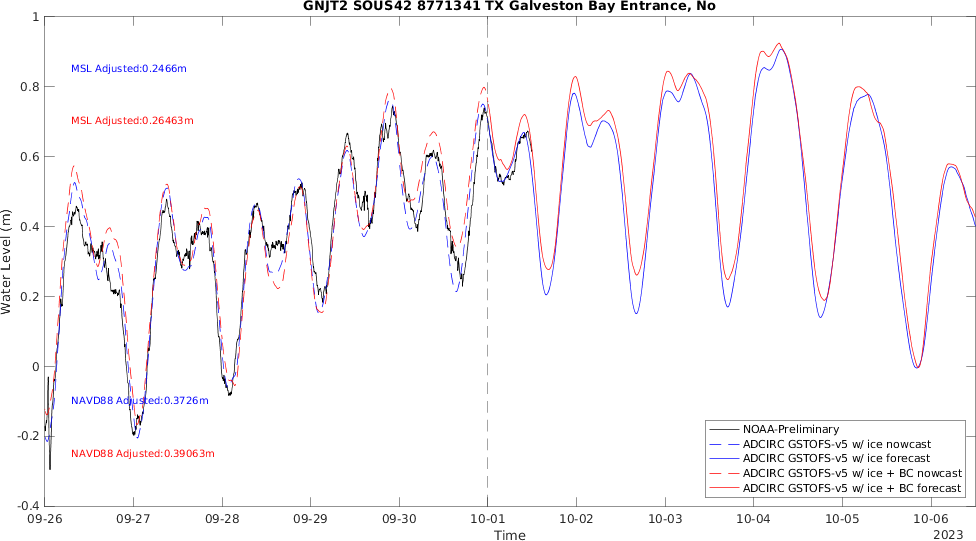 GNJT2 SOUS42 8771341 TX Galveston Bay Entrance, No
Water Level (m)
1
0.8
0.6
0.4
0.2
0
-0.2
-0.4
MSL Adjusted:0.2466m
MSL Adjusted:0.26463m
NAVD88 Adjusted:0.3726m
NAVD88 Adjusted:0.39063m
NOAA-Preliminary
ADCIRC GSTOFS-v5 w/ ice nowcast
ADCIRC GSTOFS-v5 w/ ice forecast
ADCIRC GSTOFS-v5 w/ ice + BC nowcast
ADCIRC GSTOFS-v5 w/ ice + BC forecast
09-26 09-27 09-28 09-29 09-30 10-01 10-02 10-03 10-04 10-05 10-06
Time
2023